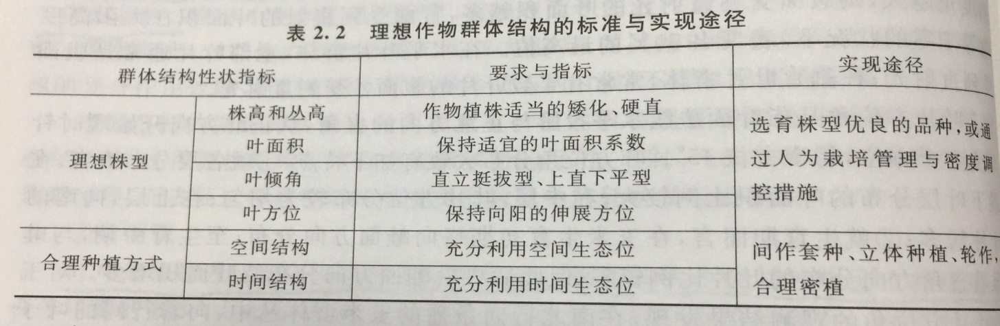 表 2.2 理想作物群体结构的标准与实现途径
群体结构性状指标 要求与指标 实现途径
理想株型
株高和丛高 作物植株适当的矮化、硬直
叶面积 保持适宜的叶面积系数
叶倾角 直立挺拔型、上直下平型
叶方位 保持向阳的伸展方位
选育株型优良的品种,或通
过人为栽培管理与密度调
控措施
合理种植方式
空间结构 充分利用空间生态位
时间结构 充分利用时间生态位
间作套种、立体种植、轮作,
合理密植